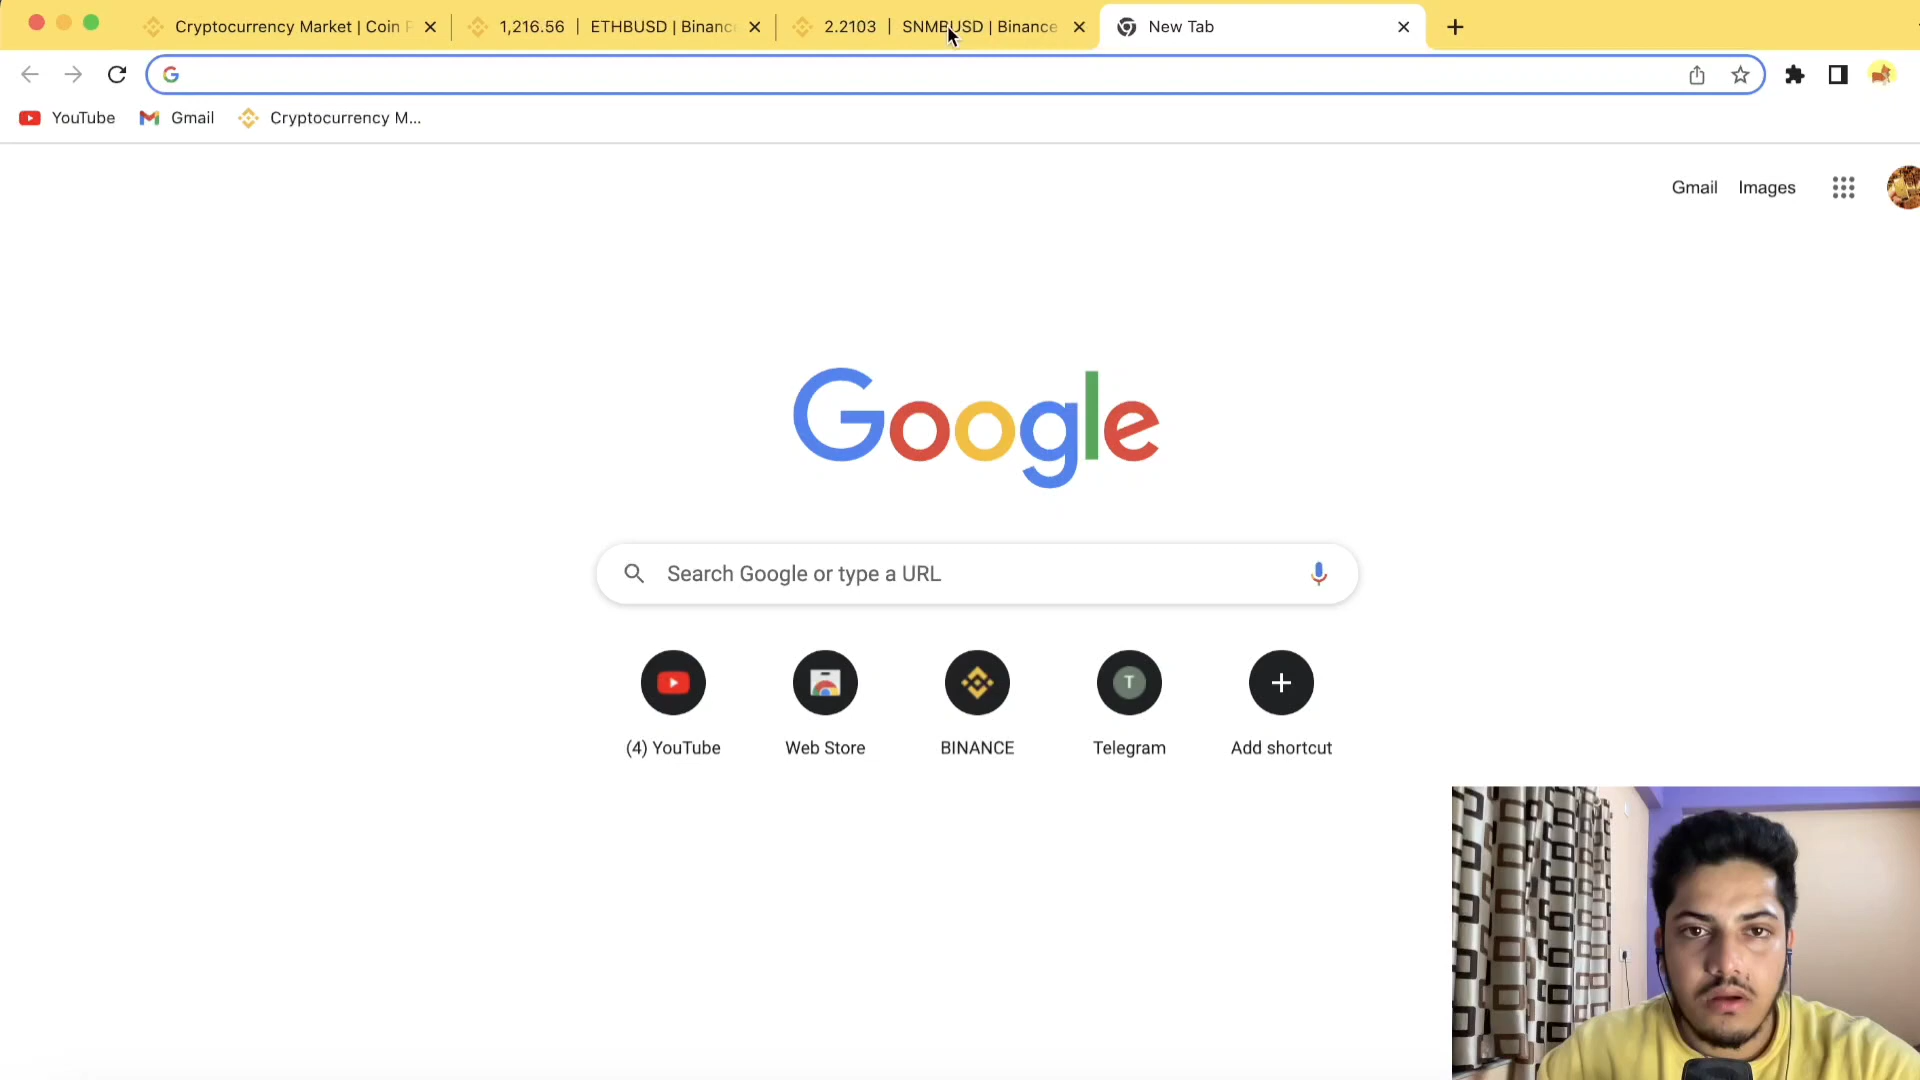 Cryptocurrency Market | Coin P
1,216.56 | ETHBUSD | Binance
2.2103 | SNMBUSD | Binance
New Tab
YouTube
Gmail
Cryptocurrency M...
Gmail
Images
Google
Search Google or type a URL
T
(4) YouTube
Web Store
BINANCE
Telegram
Add shortcut